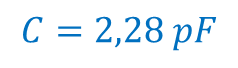 C = 2,28 pF